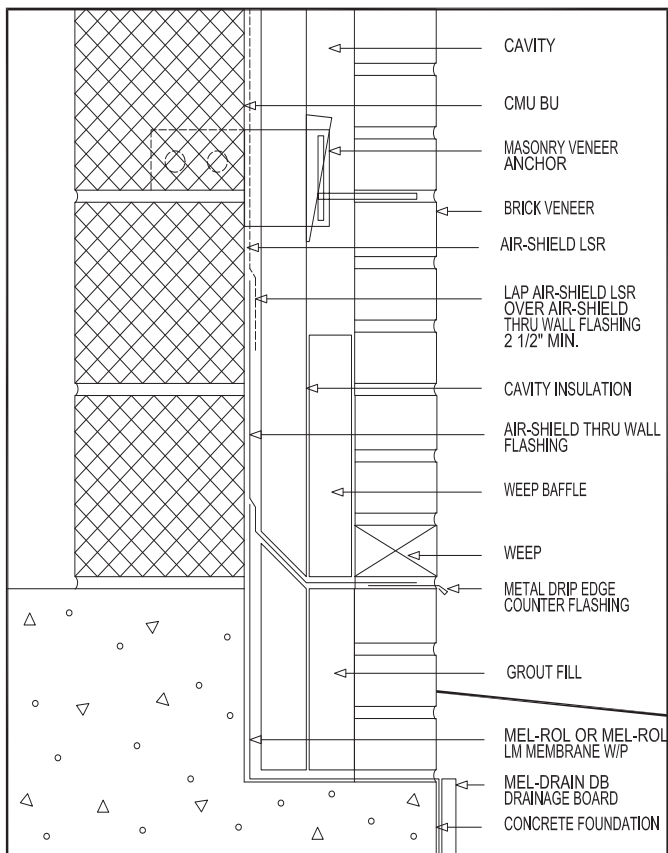 CAVITY
CMU BU
MASONRY VENEER
ANCHOR
BRICK VENEER
AIR-SHIELD LSR
LAP AIR-SHIELD LSR
OVER AIR-SHIELD
THRU WALL FLASHING
2 1/2" MIN.
CAVITY INSULATION
AIR-SHIELD THRU WALL
FLASHING
WEEP BAFFLE
WEEP
METAL DRIP EDGE
COUNTER FLASHING
GROUT FILL
MEL-ROL OR MEL-ROL
LM MEMBRANE W/P
MEL-DRAIN DB
DRAINAGE BOARD
CONCRETE FOUNDATION